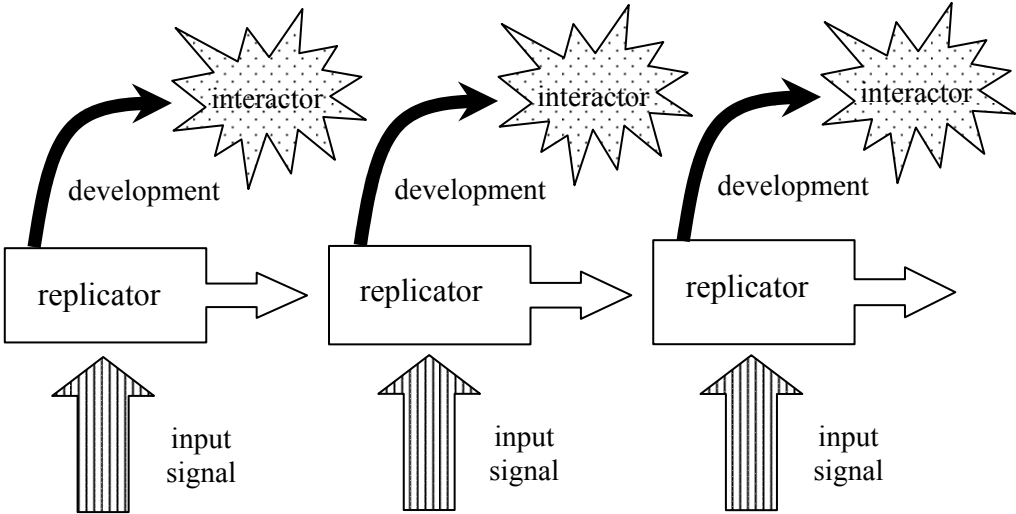 interactor
interactor
interactor
development
development
development
replicator
replicator
replicator
input
signal
input
signal
input
signal